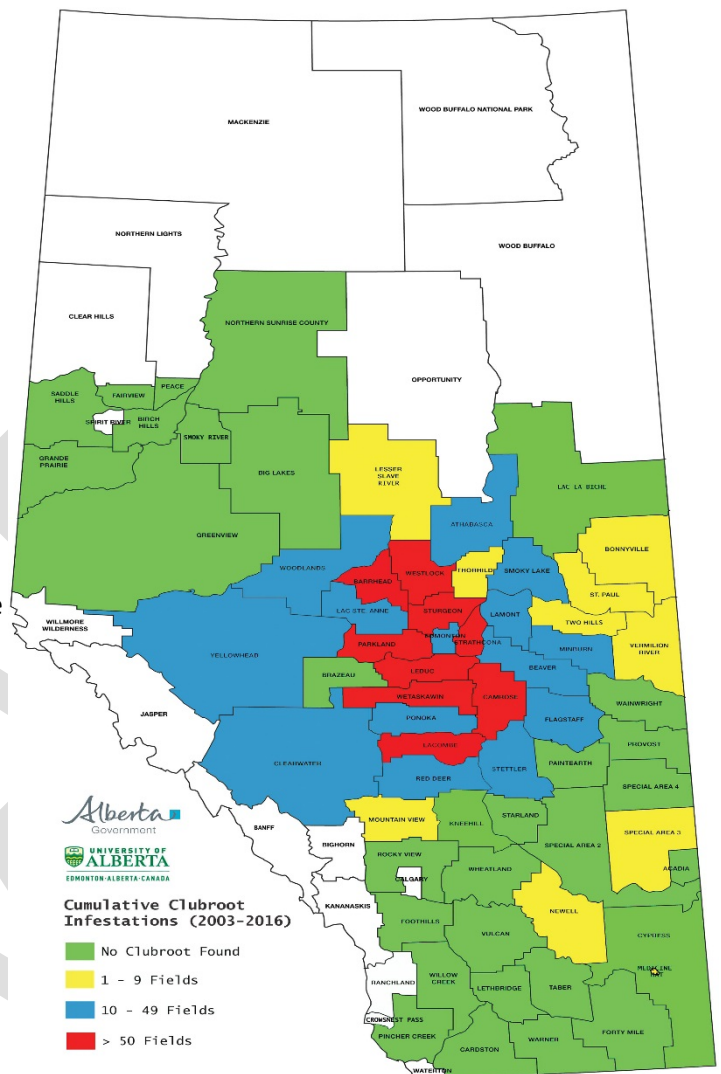 WOOD BUFFALO NATIONAL PARK
MACKENZIE
NORTHERN LIGHTS
WOOD BUFFALO
CLEAR HILLS
NORTHERN SUNRISE COUNTY
OPPORTUNITY
PEACE
SADDLE
HILLS
FAIRVIEW
SPIRIT RIVER
BIRCH
HILLS
SMOKY RIVER
GRANDE
PRAIRIE
BIG LAKES
LESSER
SLAVE
RIVER
LAC LA BICHE
GREENVIEW
ATHABASCA
BONNYVILLE
WOODLANDS
BARRHEAD
WESTLOCK
THORHILD
SMOKY LAKE
ST. PAUL
LAC STE. ANNE
STURGEON
LAMONT
TWO HILLS
WILLMORE
WILDERNESS
EDMONTON
STRATHCONA
PARKLAND
MINBURN
VERMILION
RIVER
YELLOWHEAD
BRAZEAU
LEDUC
BEAVER
WETASKAWIN
CAMROSE
WAINWRIGHT
JASPER
PONOKA
FLAGSTAFF
LACOMBE
PROVOST
CLEARWATER
RED DEER
STETTLER
PAINTEARTH
SPECIAL AREA 4
Alberta
Government
MOUNTAIN VIEW
KNEEHILL
STARLAND
BANFF
BIGHORN
SPECIAL AREA 2
SPECIAL AREA 3
UNIVERSITY OF
ALBERTA
EDMONTON·ALBERTA·CANADA
ROCKY VIEW
WHEATLAND
ACADIA
CALGARY
Cumulative Clubroot
Infestations (2003-2016)
KANANASKIS
NEWELL
FOOTHILLS
VULCAN
CYPRESS
No Clubroot Found
1 - 9 Fields
10 - 49 Fields
> 50 Fields
MEDICINE
HAT
RANCHLAND
WILLOW
CREEK
LETHBRIDGE
TABER
CROWSNEST PASS
PINCHER CREEK
WARNER
FORTY MILE
CARDSTON
WATERTON